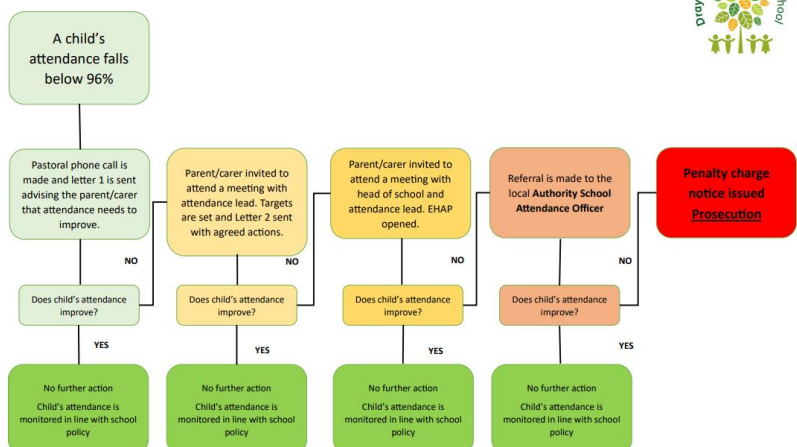 A child's
attendance falls
below 96%
Dray
hool
Pastoral phone call is
made and letter 1 is sent
advising the parent/carer
that attendance needs to
improve.
Parent/carer invited to
attend a meeting with
attendance lead. Targets
are set and Letter 2 sent
with agreed actions.
Parent/carer invited to
attend a meeting with
head of school and
attendance lead. EHAP
opened.
Referral is made to the
local Authority School
Attendance Officer
Penalty charge
notice issued
Prosecution
NO
NO
NO
NO
Does child's attendance
improve?
Does child's attendance
improve?
Does child's attendance
improve?
Does child's attendance
improve?
YES
YES
YES
YES
No further action
Child's attendance is
monitored in line with school
policy
No further action
Child's attendance is
monitored in line with school
policy
No further action
Child's attendance is
monitored in line with school
policy
No further action
Child's attendance is
monitored in line with school
policy